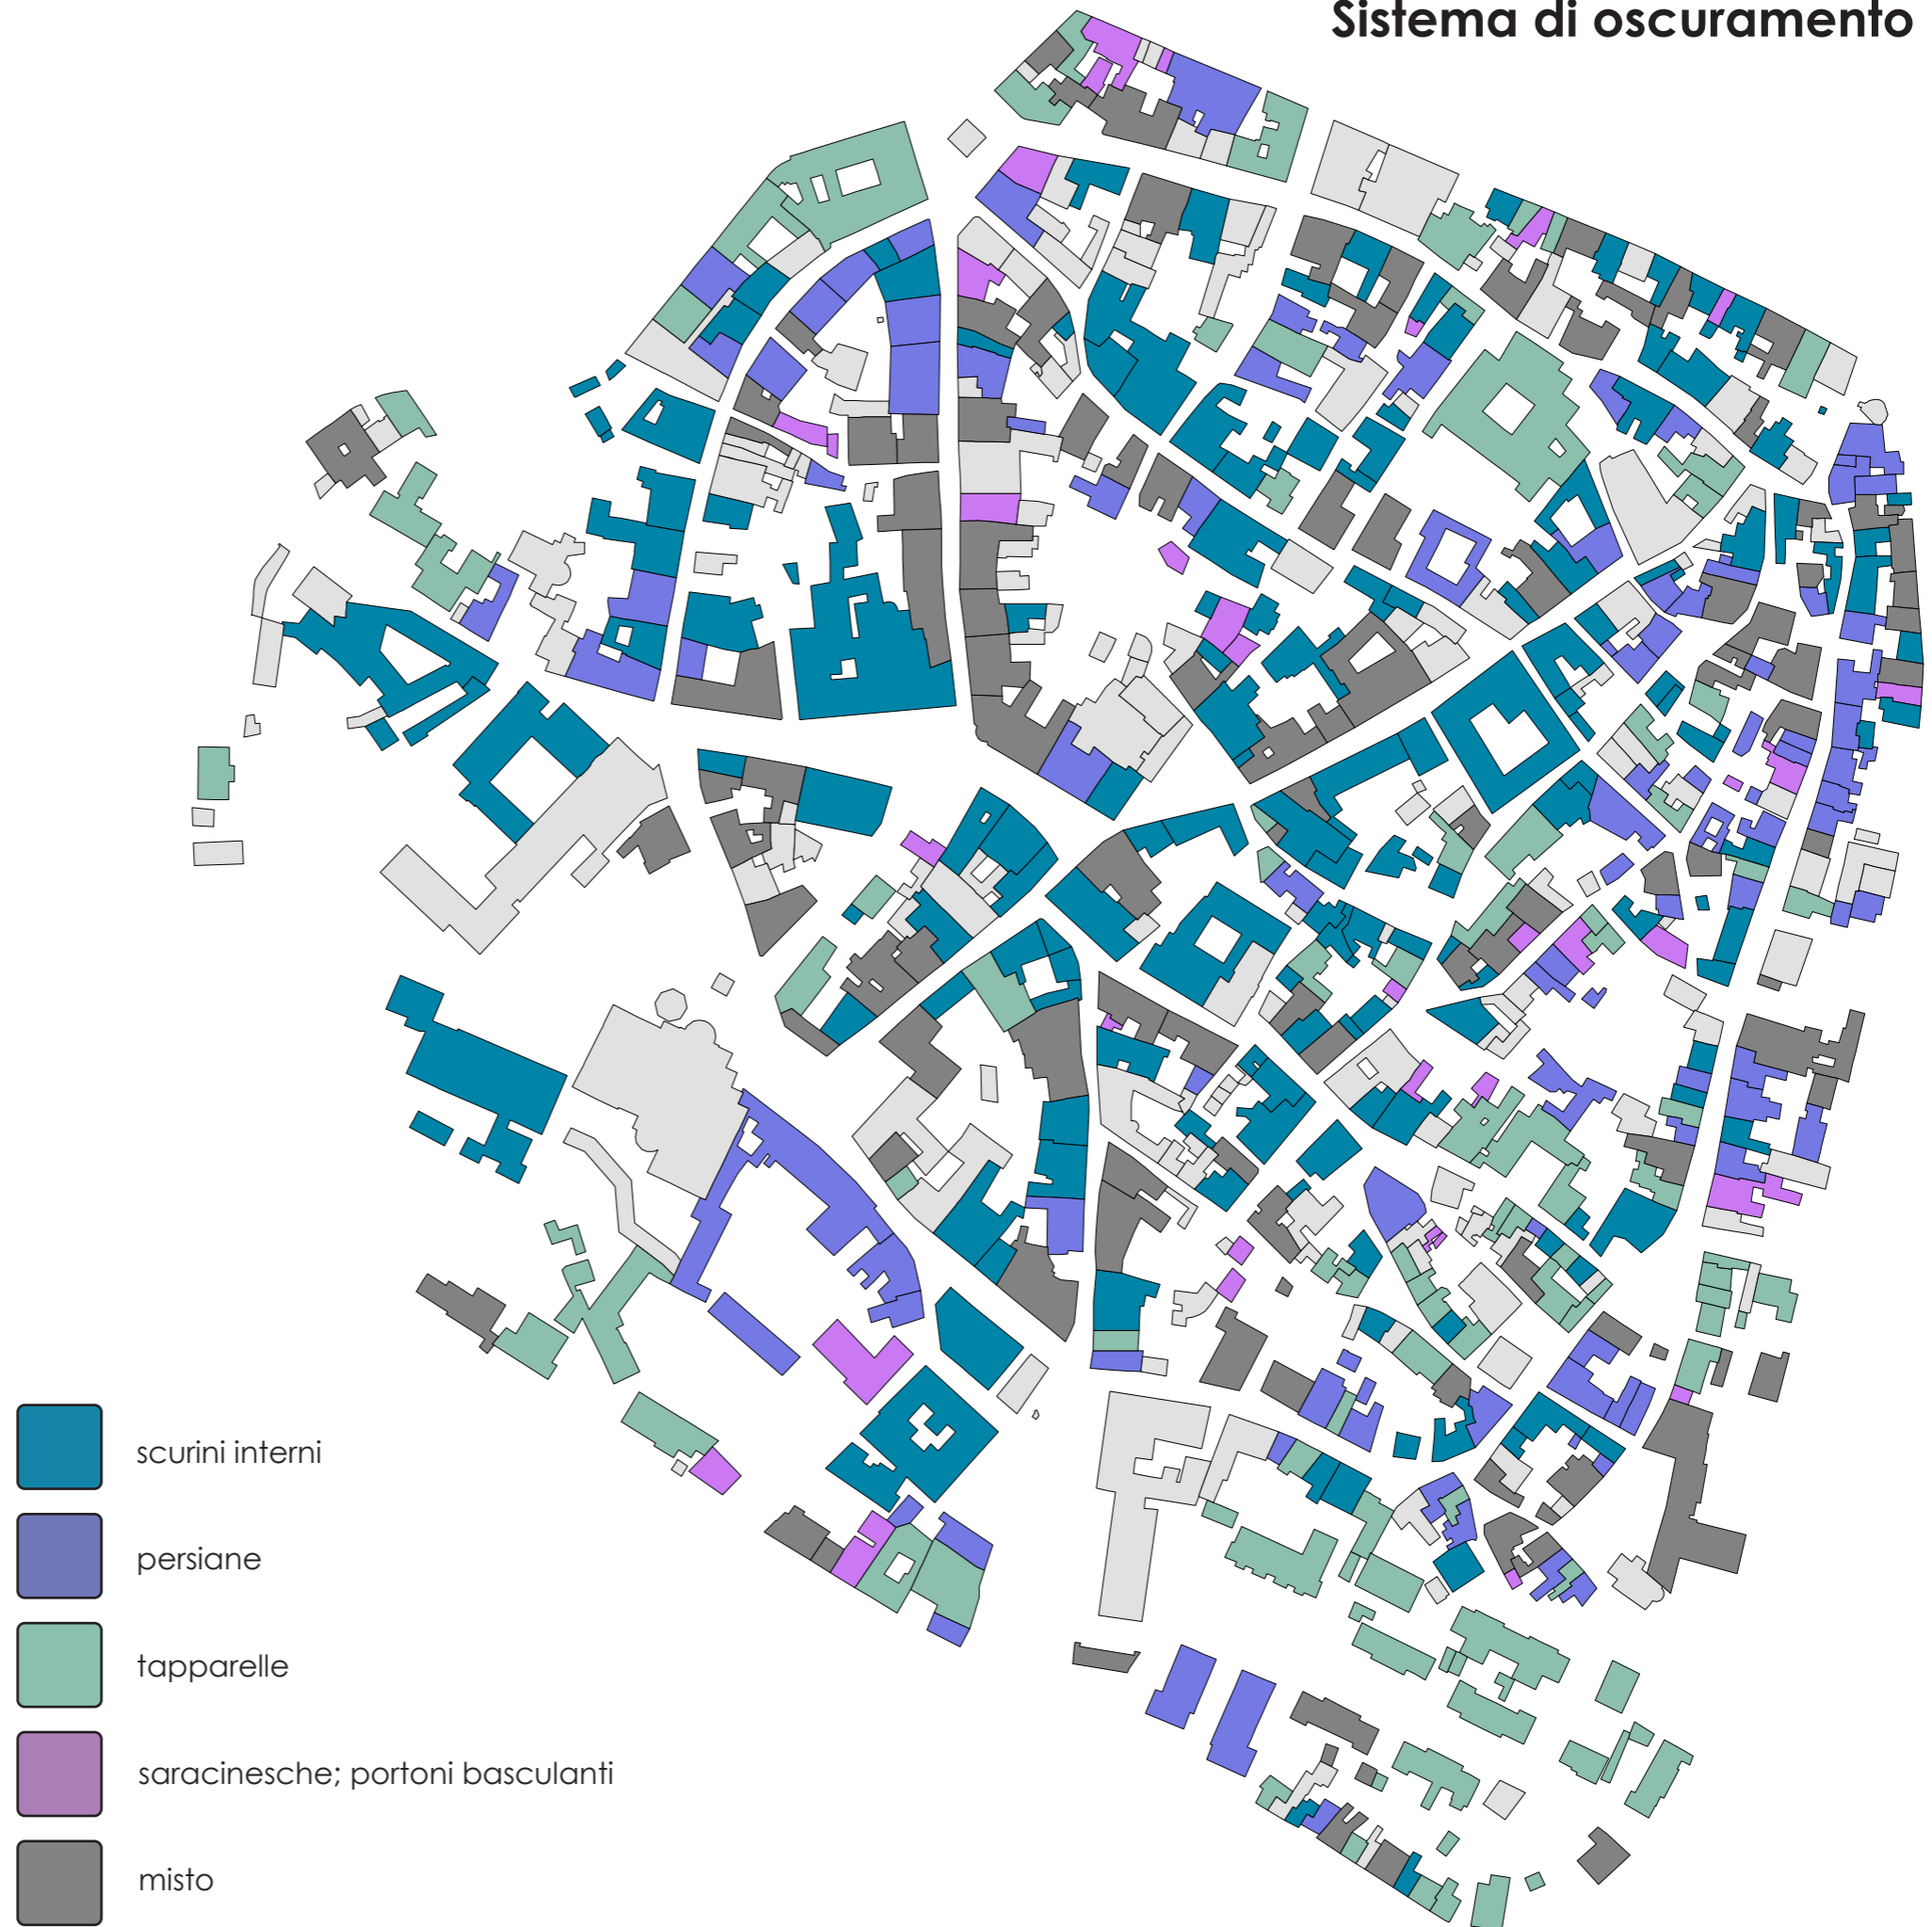 Sistema di oscuramento
scurini interni
persiane
tapparelle
saracinesche; portoni basculanti
misto